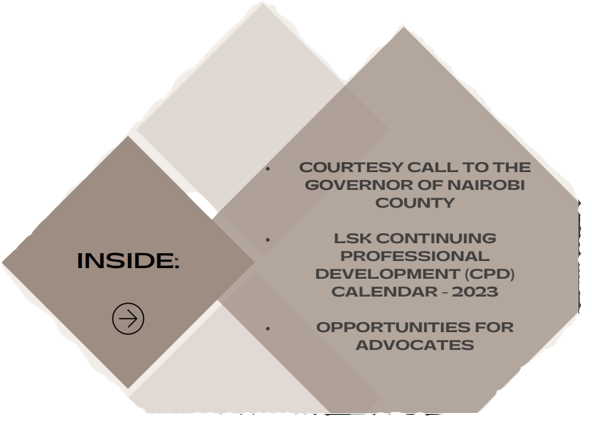 INSIDE:
• COURTESY CALL TO THE
GOVERNOR OF NAIROBI
COUNTY
• LSK CONTINUING
PROFESSIONAL
DEVELOPMENT (CPD)
CALENDAR - 2023
• OPPORTUNITIES FOR
ADVOCATES